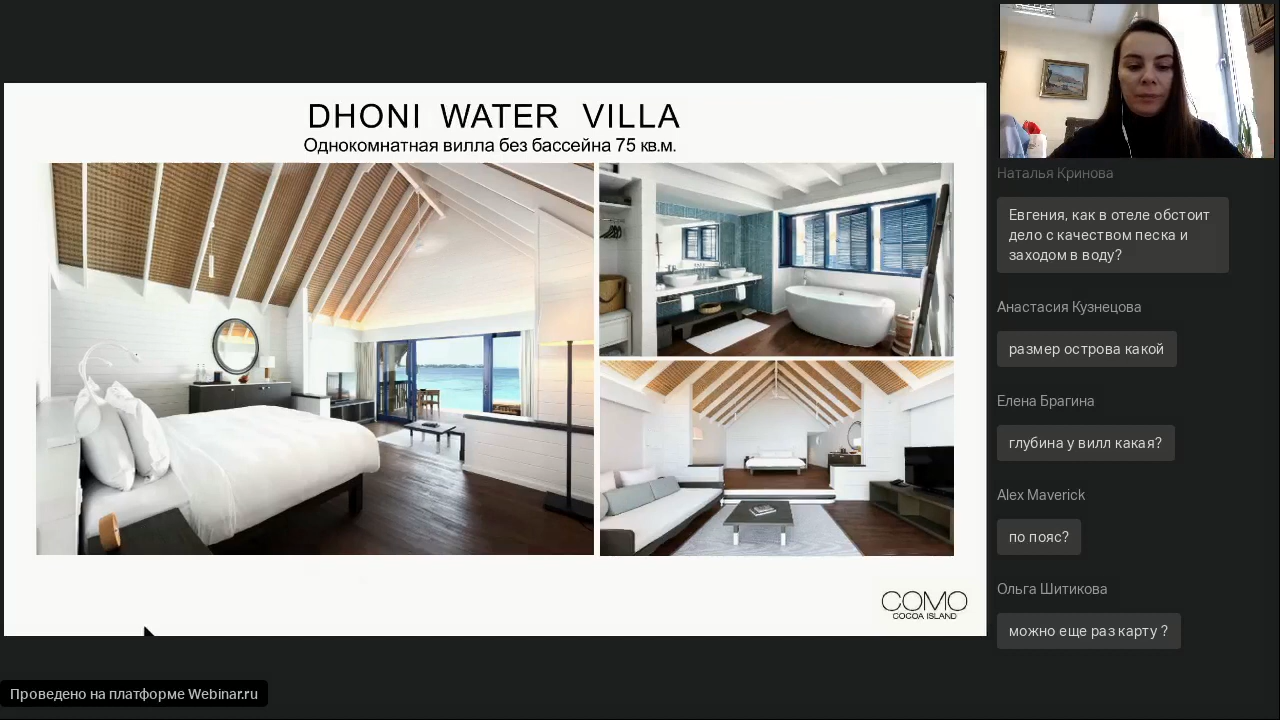 DHONI WATER VILLA
Однокомнатная вилла без бассейна 75 кв.м.
COMO
COCOA ISLAND
Наталья Кринова
Евгения, как в отеле обстоит
дело с качеством песка и
заходом в воду?
Анастасия Кузнецова
размер острова какой
Елена Брагина
глубина у вилл какая?
Alex Maverick
по пояс?
Ольга Шитикова
можно еще раз карту ?
Проведено на платформе Webinar.ru